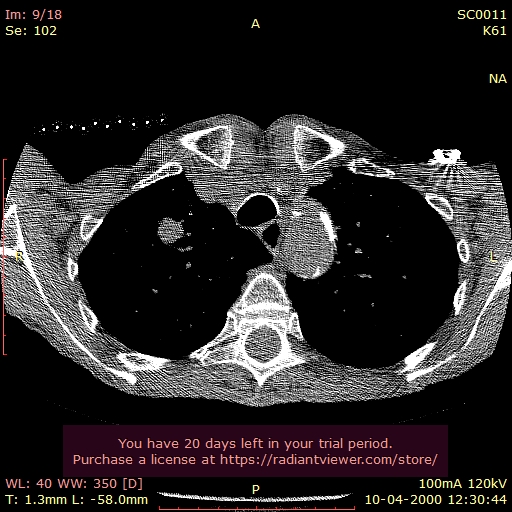 Im: 9/18
Se: 102
A
SC0011
K61
NA
R
L
You have 20 days left in your trial period.
Purchase a license at https://radiantviewer.com/store/
WL: 40 WW: 350 [D]
T: 1.3mm L: -58.0mm
P
100mA 120kV
10-04-2000 12:30:44